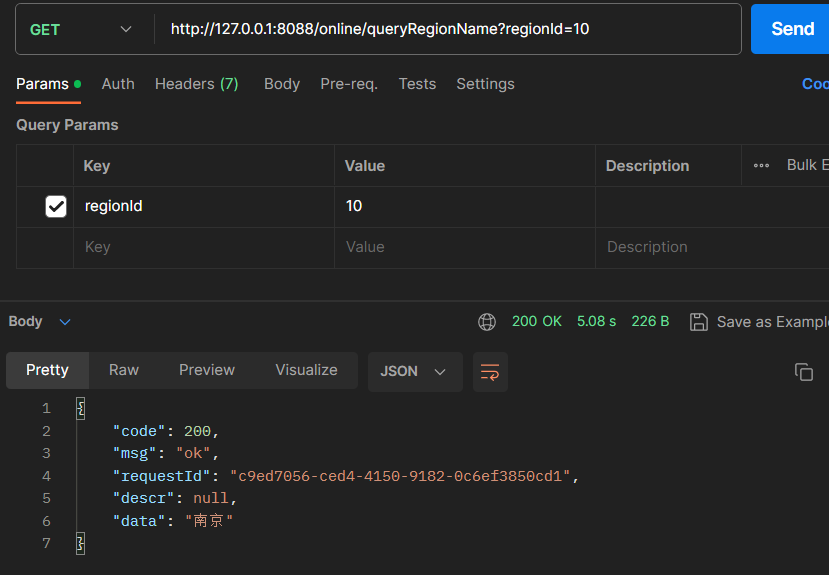 GET http://127.0.0.1:8088/online/queryRegionName?regionId=10 Send
Params Auth Headers (7) Body Pre-req. Tests Settings Coo
Query Params
Key Value Description ••• Bulk E
regionId 10
Key Value Description
Body 200 OK 5.08 s 226 B Save as Exampl
Pretty Raw Preview Visualize JSON
1 {
2 "code": 200,
3 "msg": "ok",
4 "requestId": "c9ed7056-ced4-4150-9182-0c6ef3850cd1",
5 "descr": null,
6 "data": "南京"
7 }